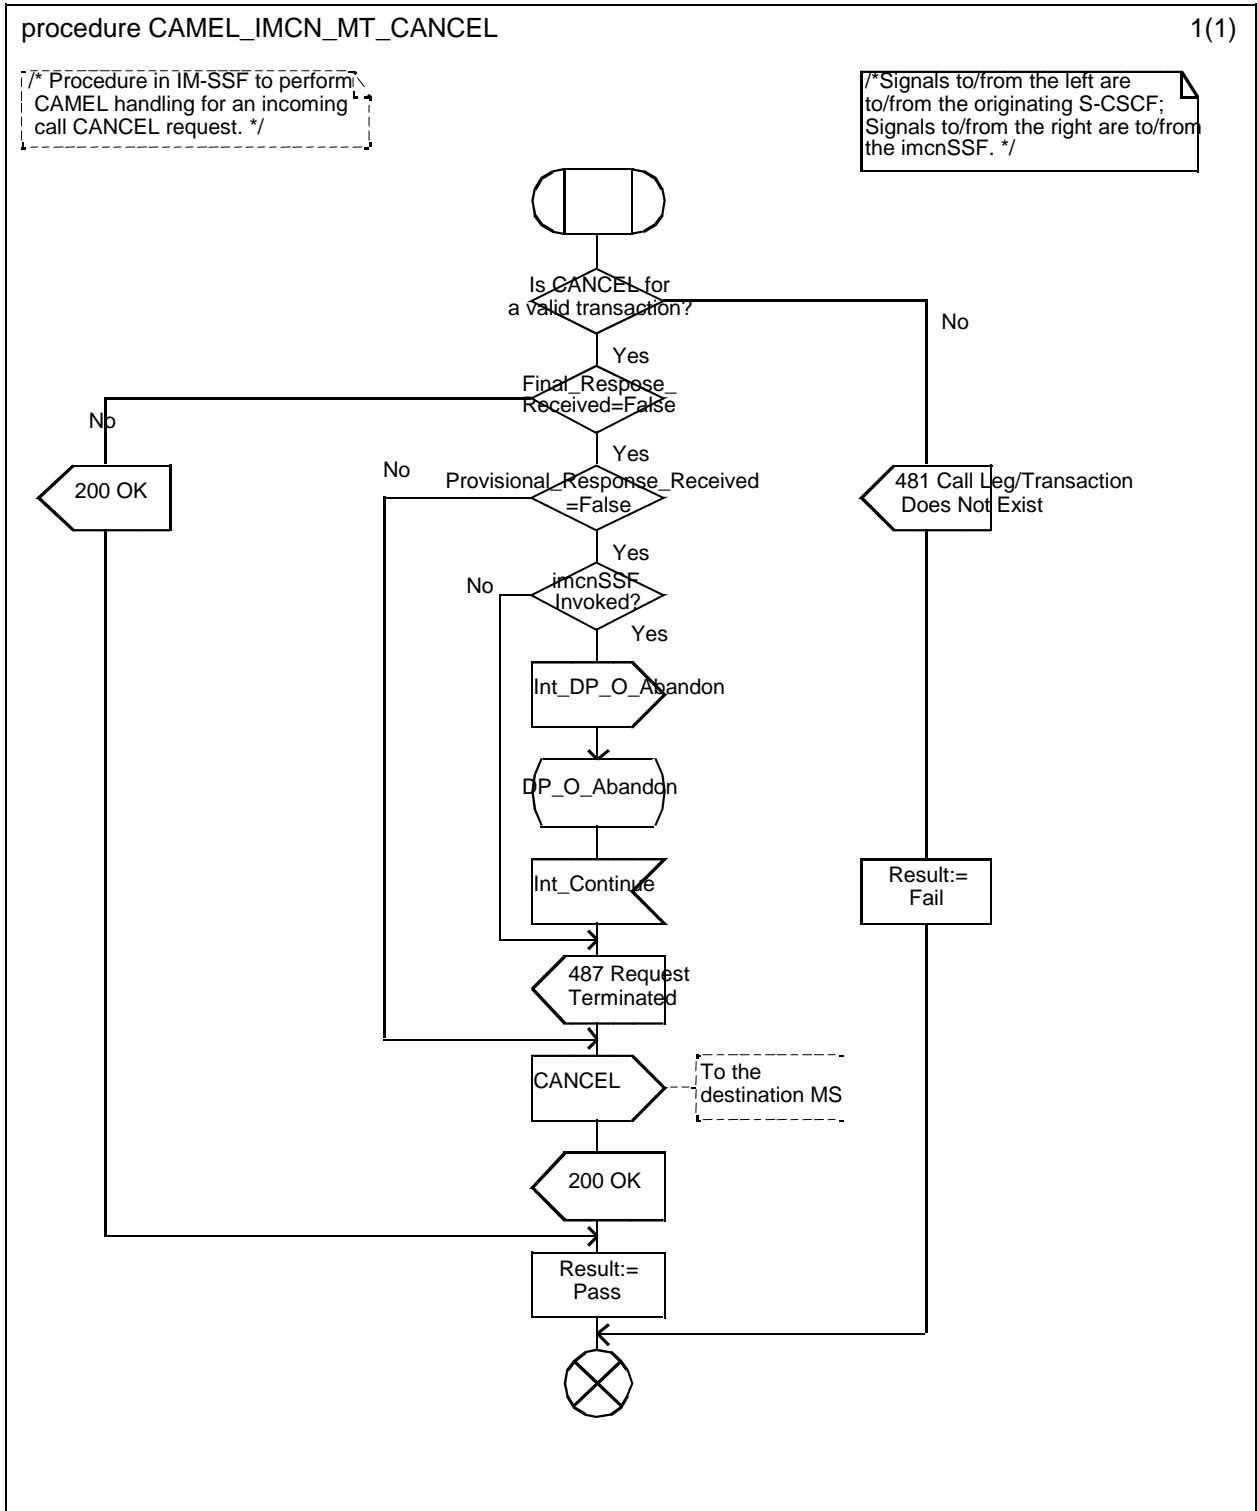 procedure CAMEL_IMCN_MT_CANCEL
1(1)
/* Procedure in IM-SSF to perform
CAMEL handling for an incoming
call CANCEL request. */
/*Signals to/from the left are
to/from the originating S-CSCF;
Signals to/from the right are to/from
the imcnSSF. */
Is CANCEL for
a valid transaction?
No
Yes
Final_Respose_
Received=False
No
Yes
No
Provisional_Response_Received
=False
200 OK
481 Call Leg/Transaction
Does Not Exist
Yes
No
imcnSSF
Invoked?
Yes
Int_DP_O_Abandon
DP_O_Abandon
Int_Continue
Result:=
Fail
487 Request
Terminated
CANCEL
To the
destination MS
200 OK
Result:=
Pass